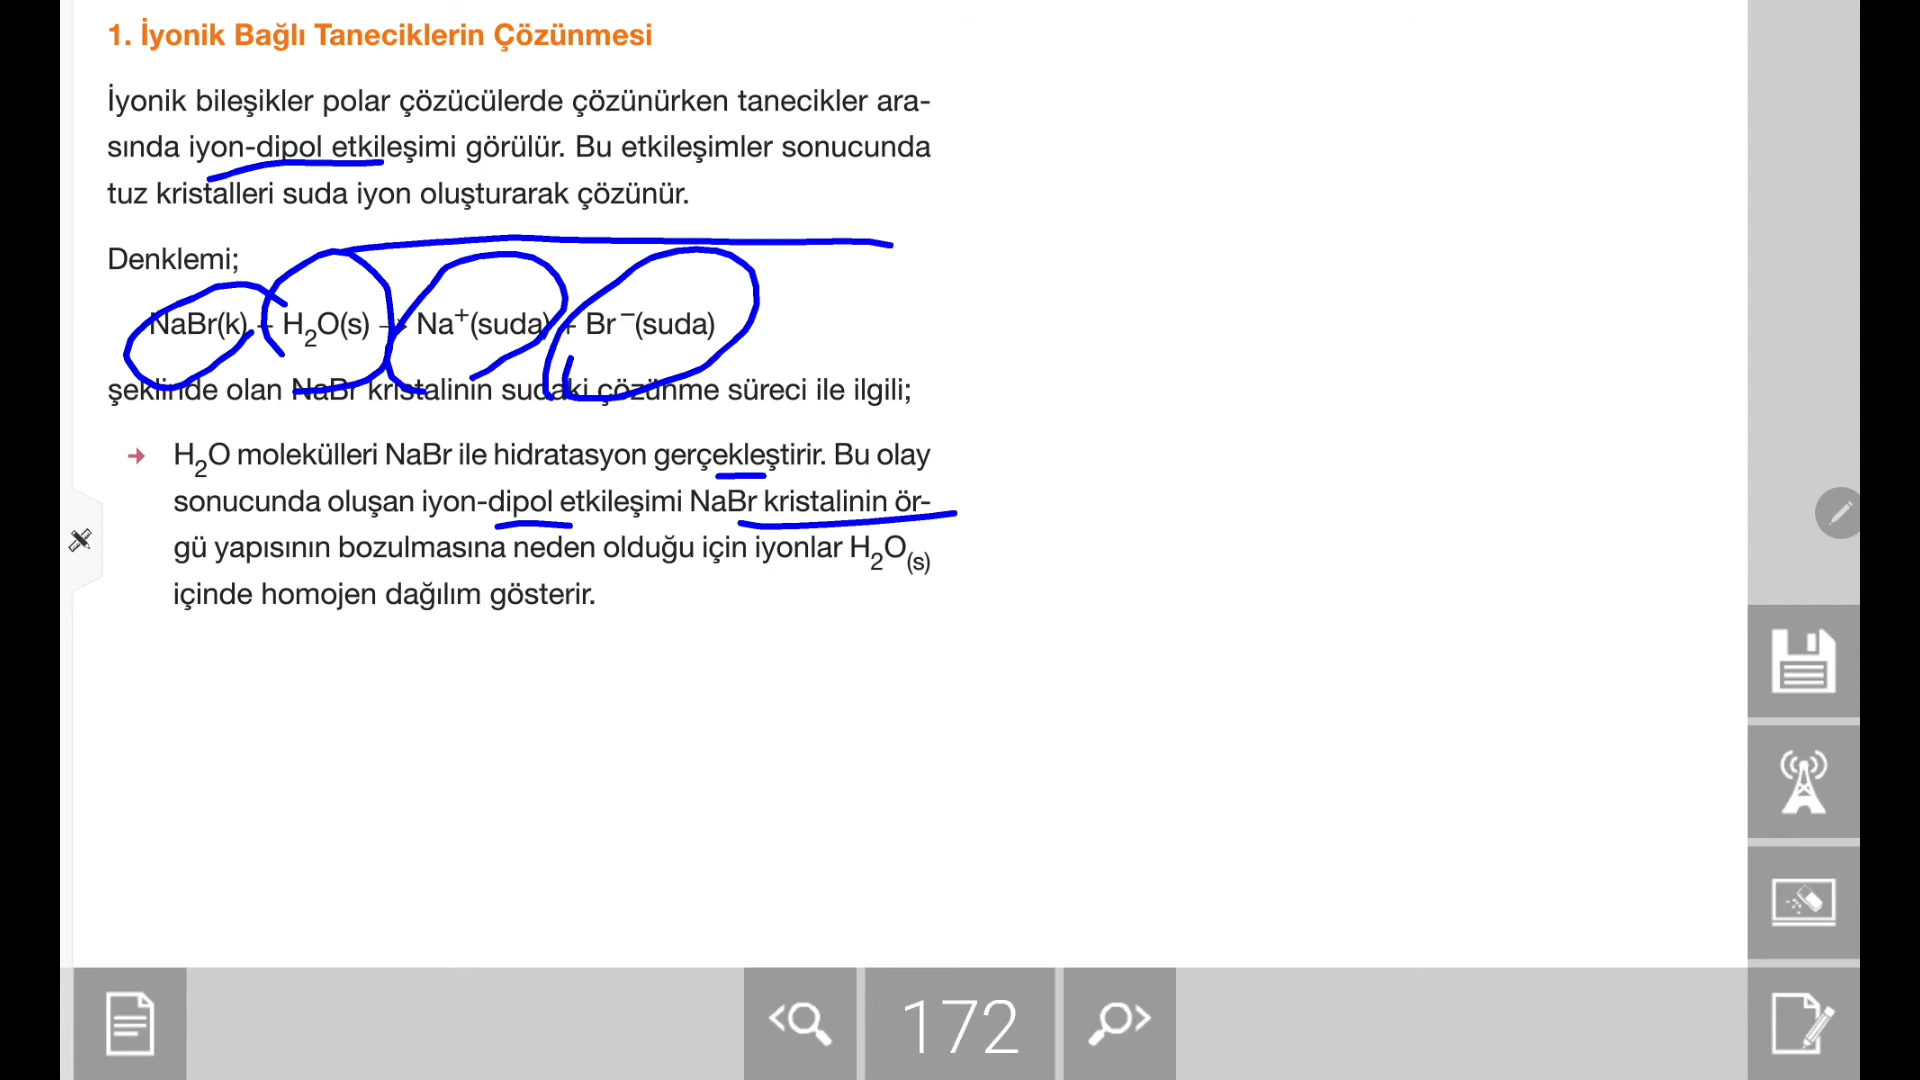 1. İyonik Bağlı Taneciklerin Çözünmesi
İyonik bileşikler polar çözücülerde çözünürken tanecikler ara-
sında iyon-dipol etkileşimi görülür. Bu etkileşimler sonucunda
tuz kristalleri suda iyon oluşturarak çözünür.
Denklemi;
NaBr(k) + H₂O(s) → Na⁺(suda) + Br⁻(suda)
şeklinde olan NaBr kristalinin sudaki çözünme süreci ile ilgili;
→ H₂O molekülleri NaBr ile hidratasyon gerçekleştirir. Bu olay
sonucunda oluşan iyon-dipol etkileşimi NaBr kristalinin ör-
gü yapısının bozulmasına neden olduğu için iyonlar H₂O(s)
içinde homojen dağılım gösterir.
172